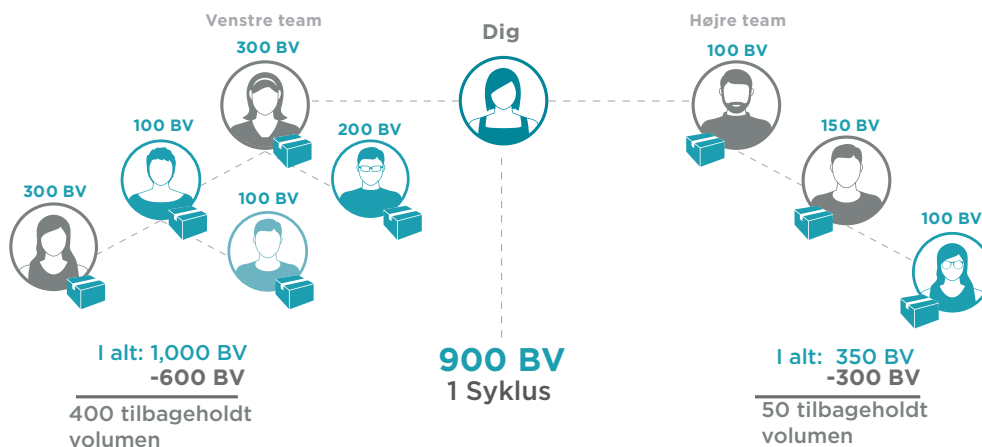 Venstre team
Dig
Højre team
300 BV
100 BV
100 BV
200 BV
150 BV
300 BV
100 BV
100 BV
I alt: 1,000 BV
-600 BV
400 tilbageholdt
volumen
900 BV
1 Syklus
I alt: 350 BV
-300 BV
50 tilbageholdt
volumen